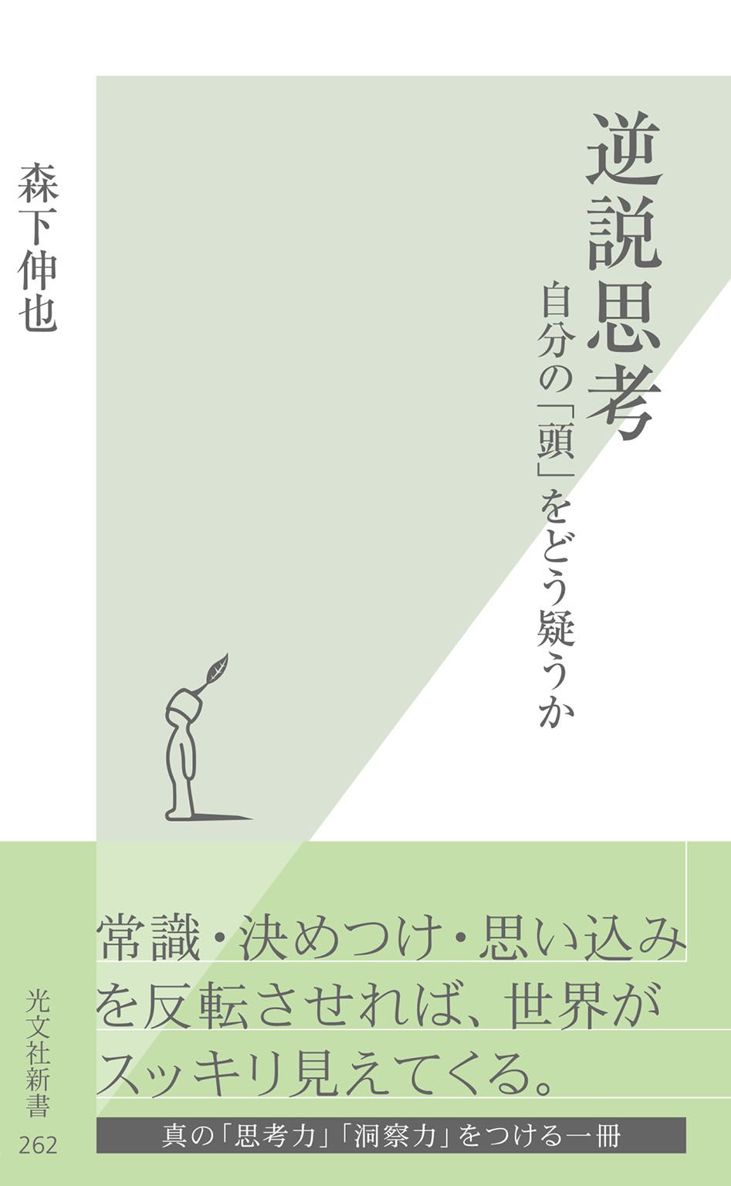 逆説思考
自分の「頭」をどう疑うか
森下伸也
常識・決めつけ・思い込み
を反転させれば、世界が
スッキリ見えてくる。
真の「思考力」「洞察力」をつける一冊
光文社新書
262